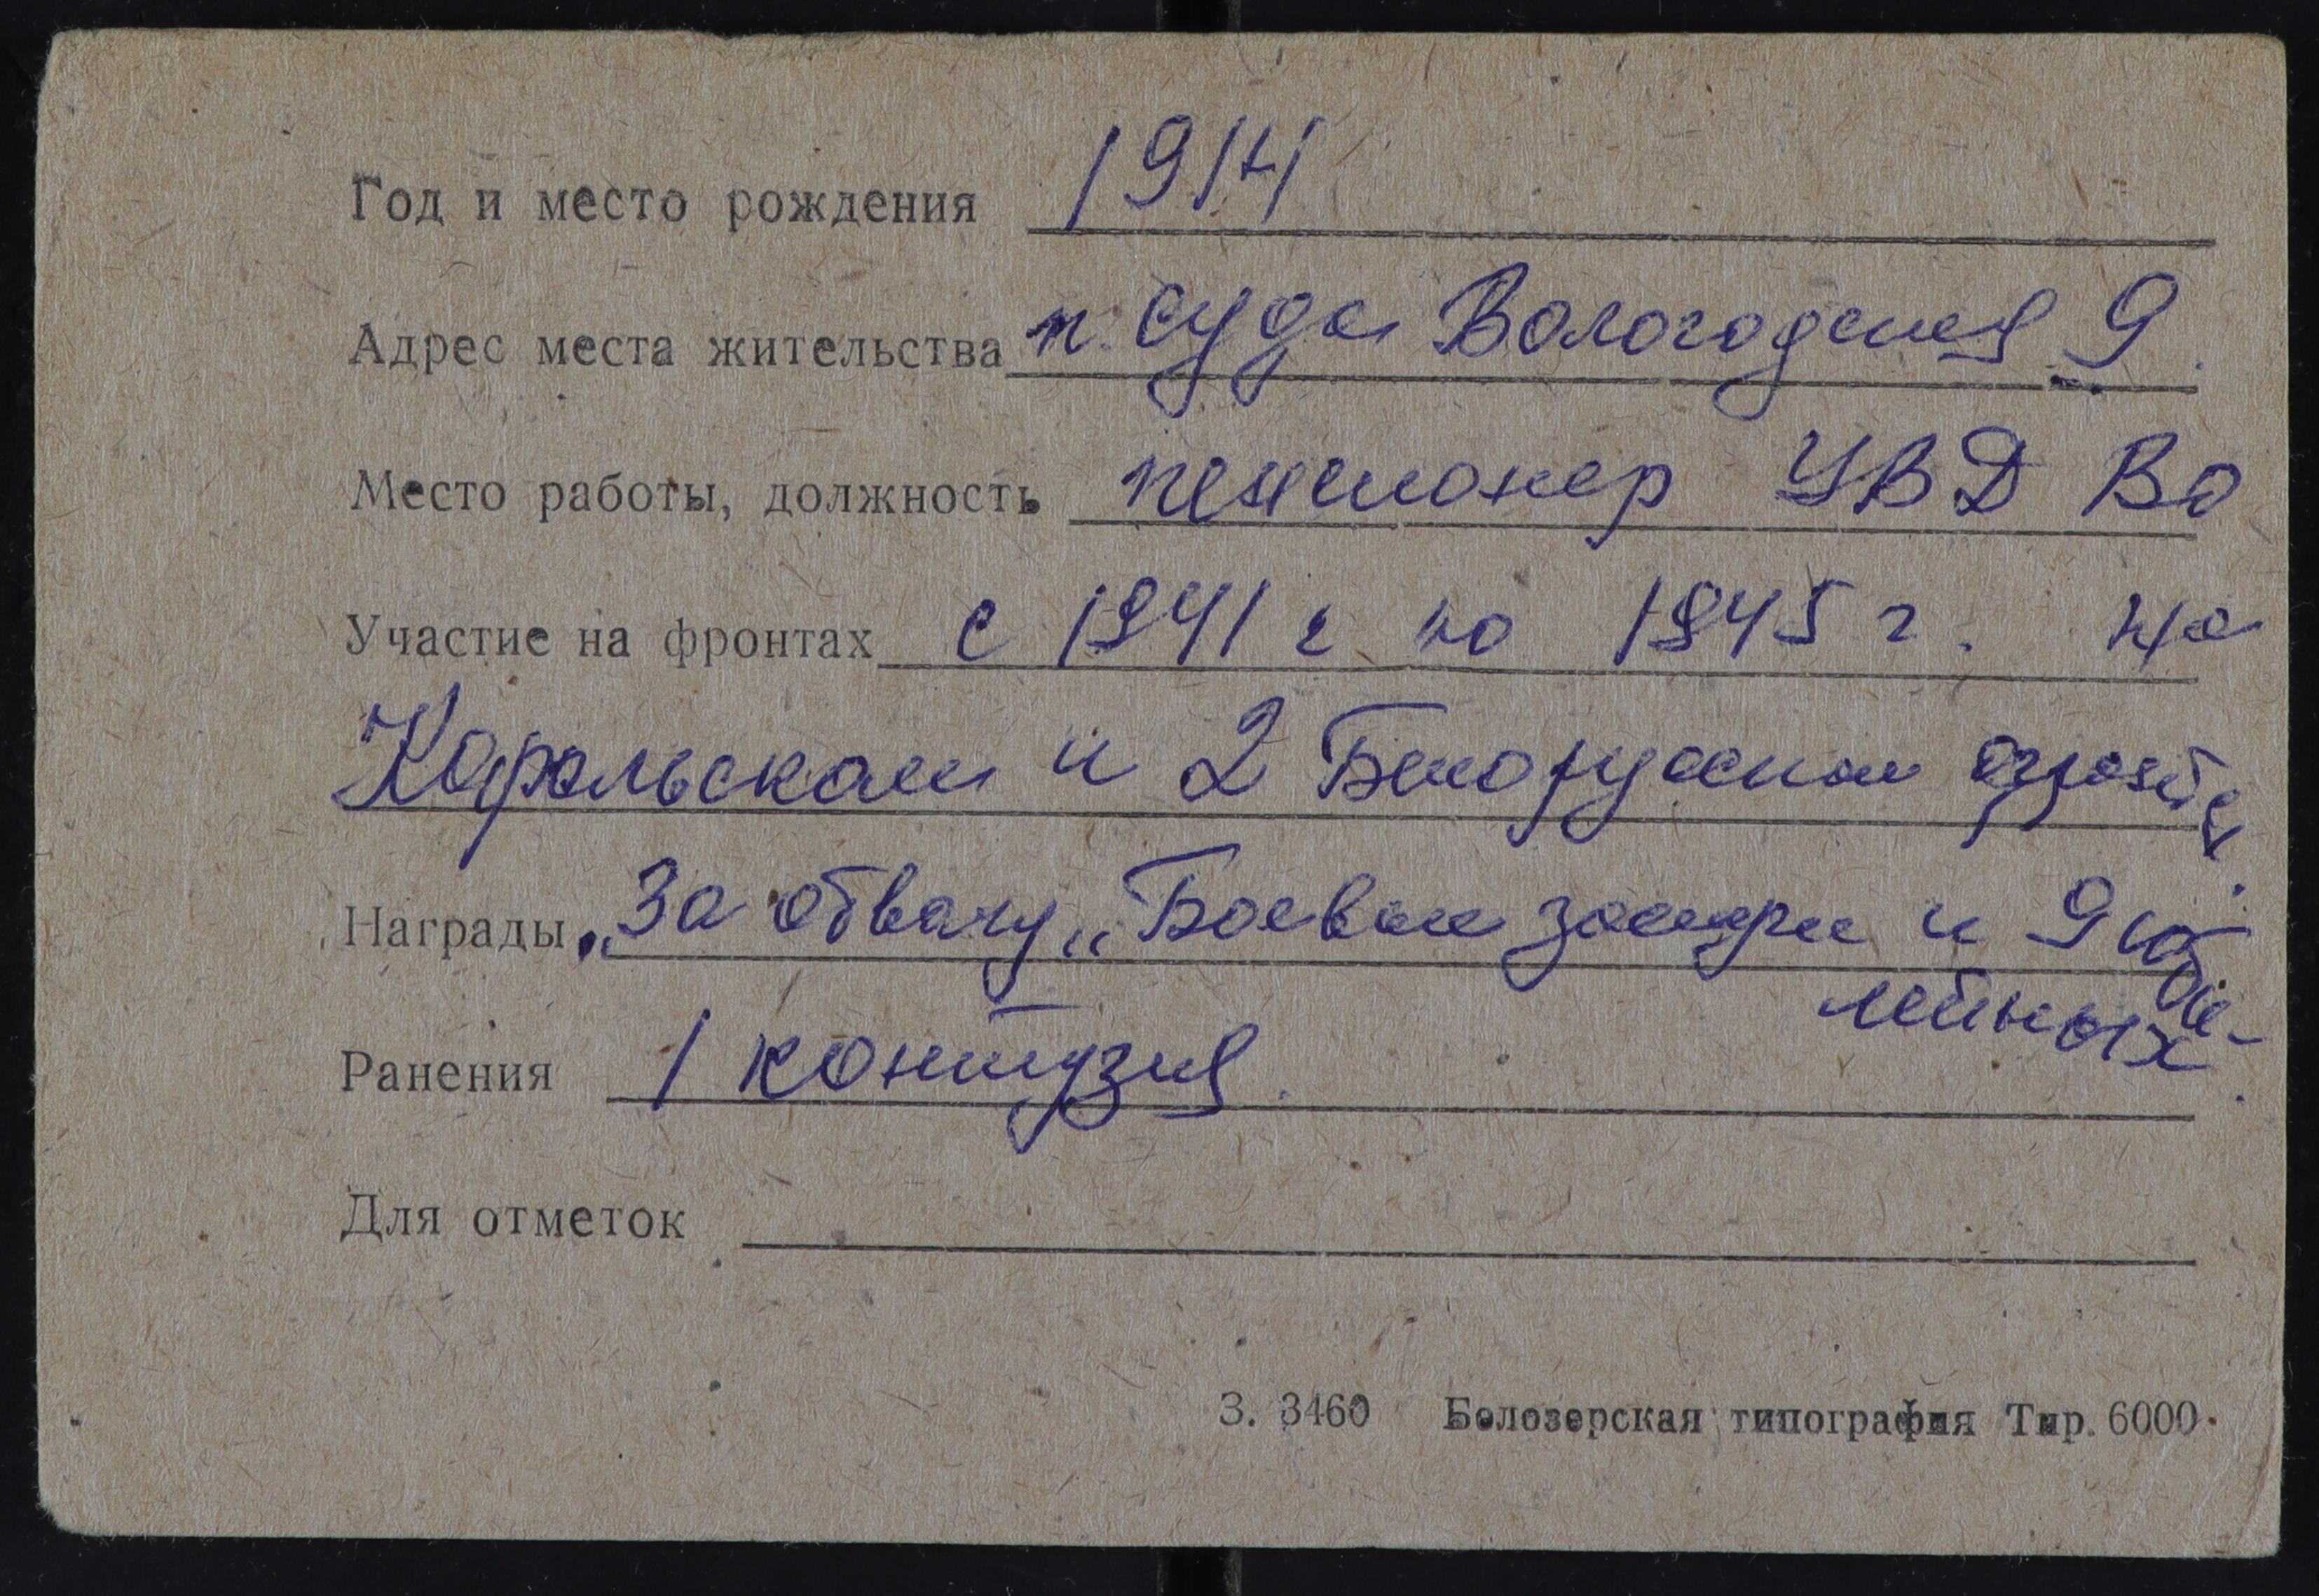 Год и место рождения 1914
Адрес места жительства п. Суда Вологодская 9.
Место работы, должность пенсионер УВД ВО
Участие на фронтах с 1941 г по 1945 г. на
Карельском и 2 Белорусском фронте.
Награды „За отвагу„ Боевые заслуги и 9 юби-
лейных.
Ранения 1 контузия.
Для отметок
З. 3460 Белозерская типография Тир. 6000.